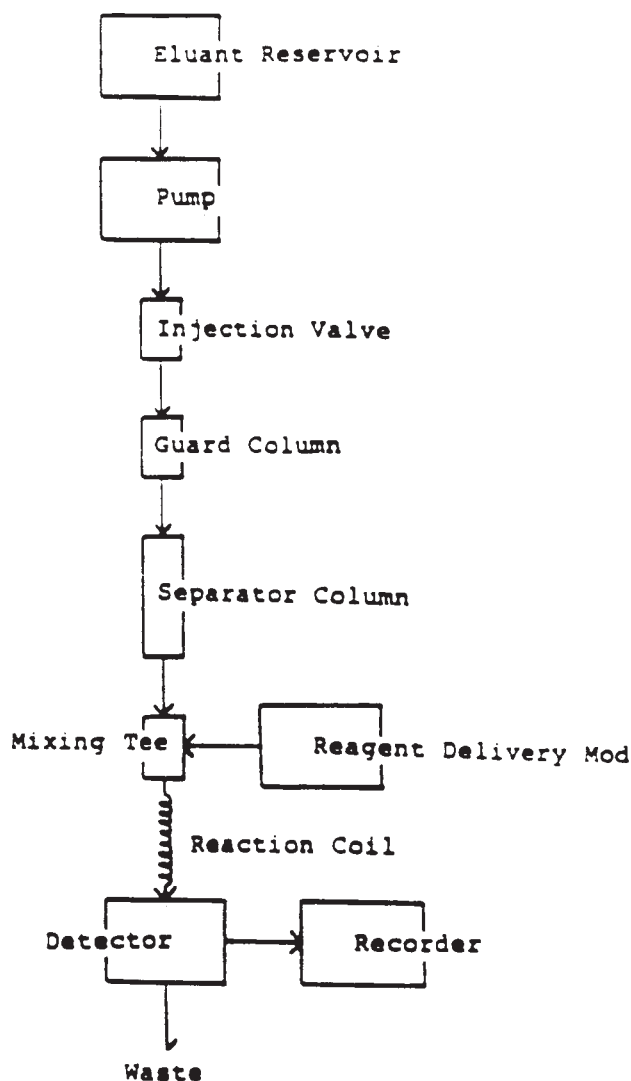 Eluant Reservoir
Pump
Injection Valve
Guard Column
Separator Column
Mixing Tee
Reagent Delivery Mod
Reaction Coil
Detector
Recorder
Waste